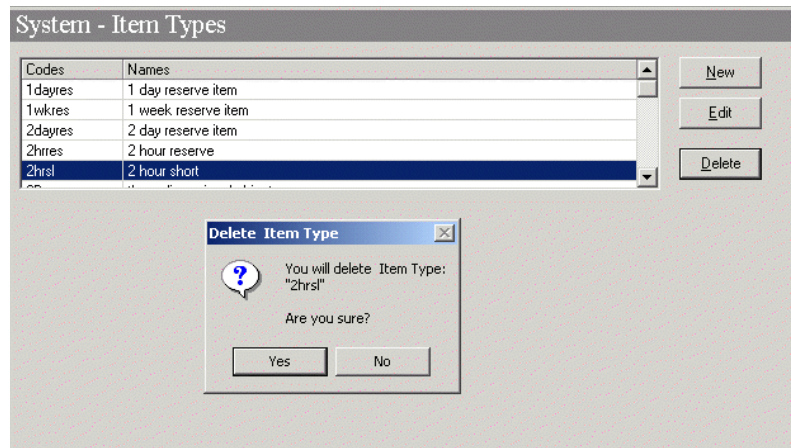 System - Item Types
Codes Names
1dayres 1 day reserve item
1wkres 1 week reserve item
2dayres 2 day reserve item
2hrres 2 hour reserve
2hrsl 2 hour short
New
Edit
Delete
Delete Item Type
You will delete Item Type:
"2hrsl"
Are you sure?
Yes No